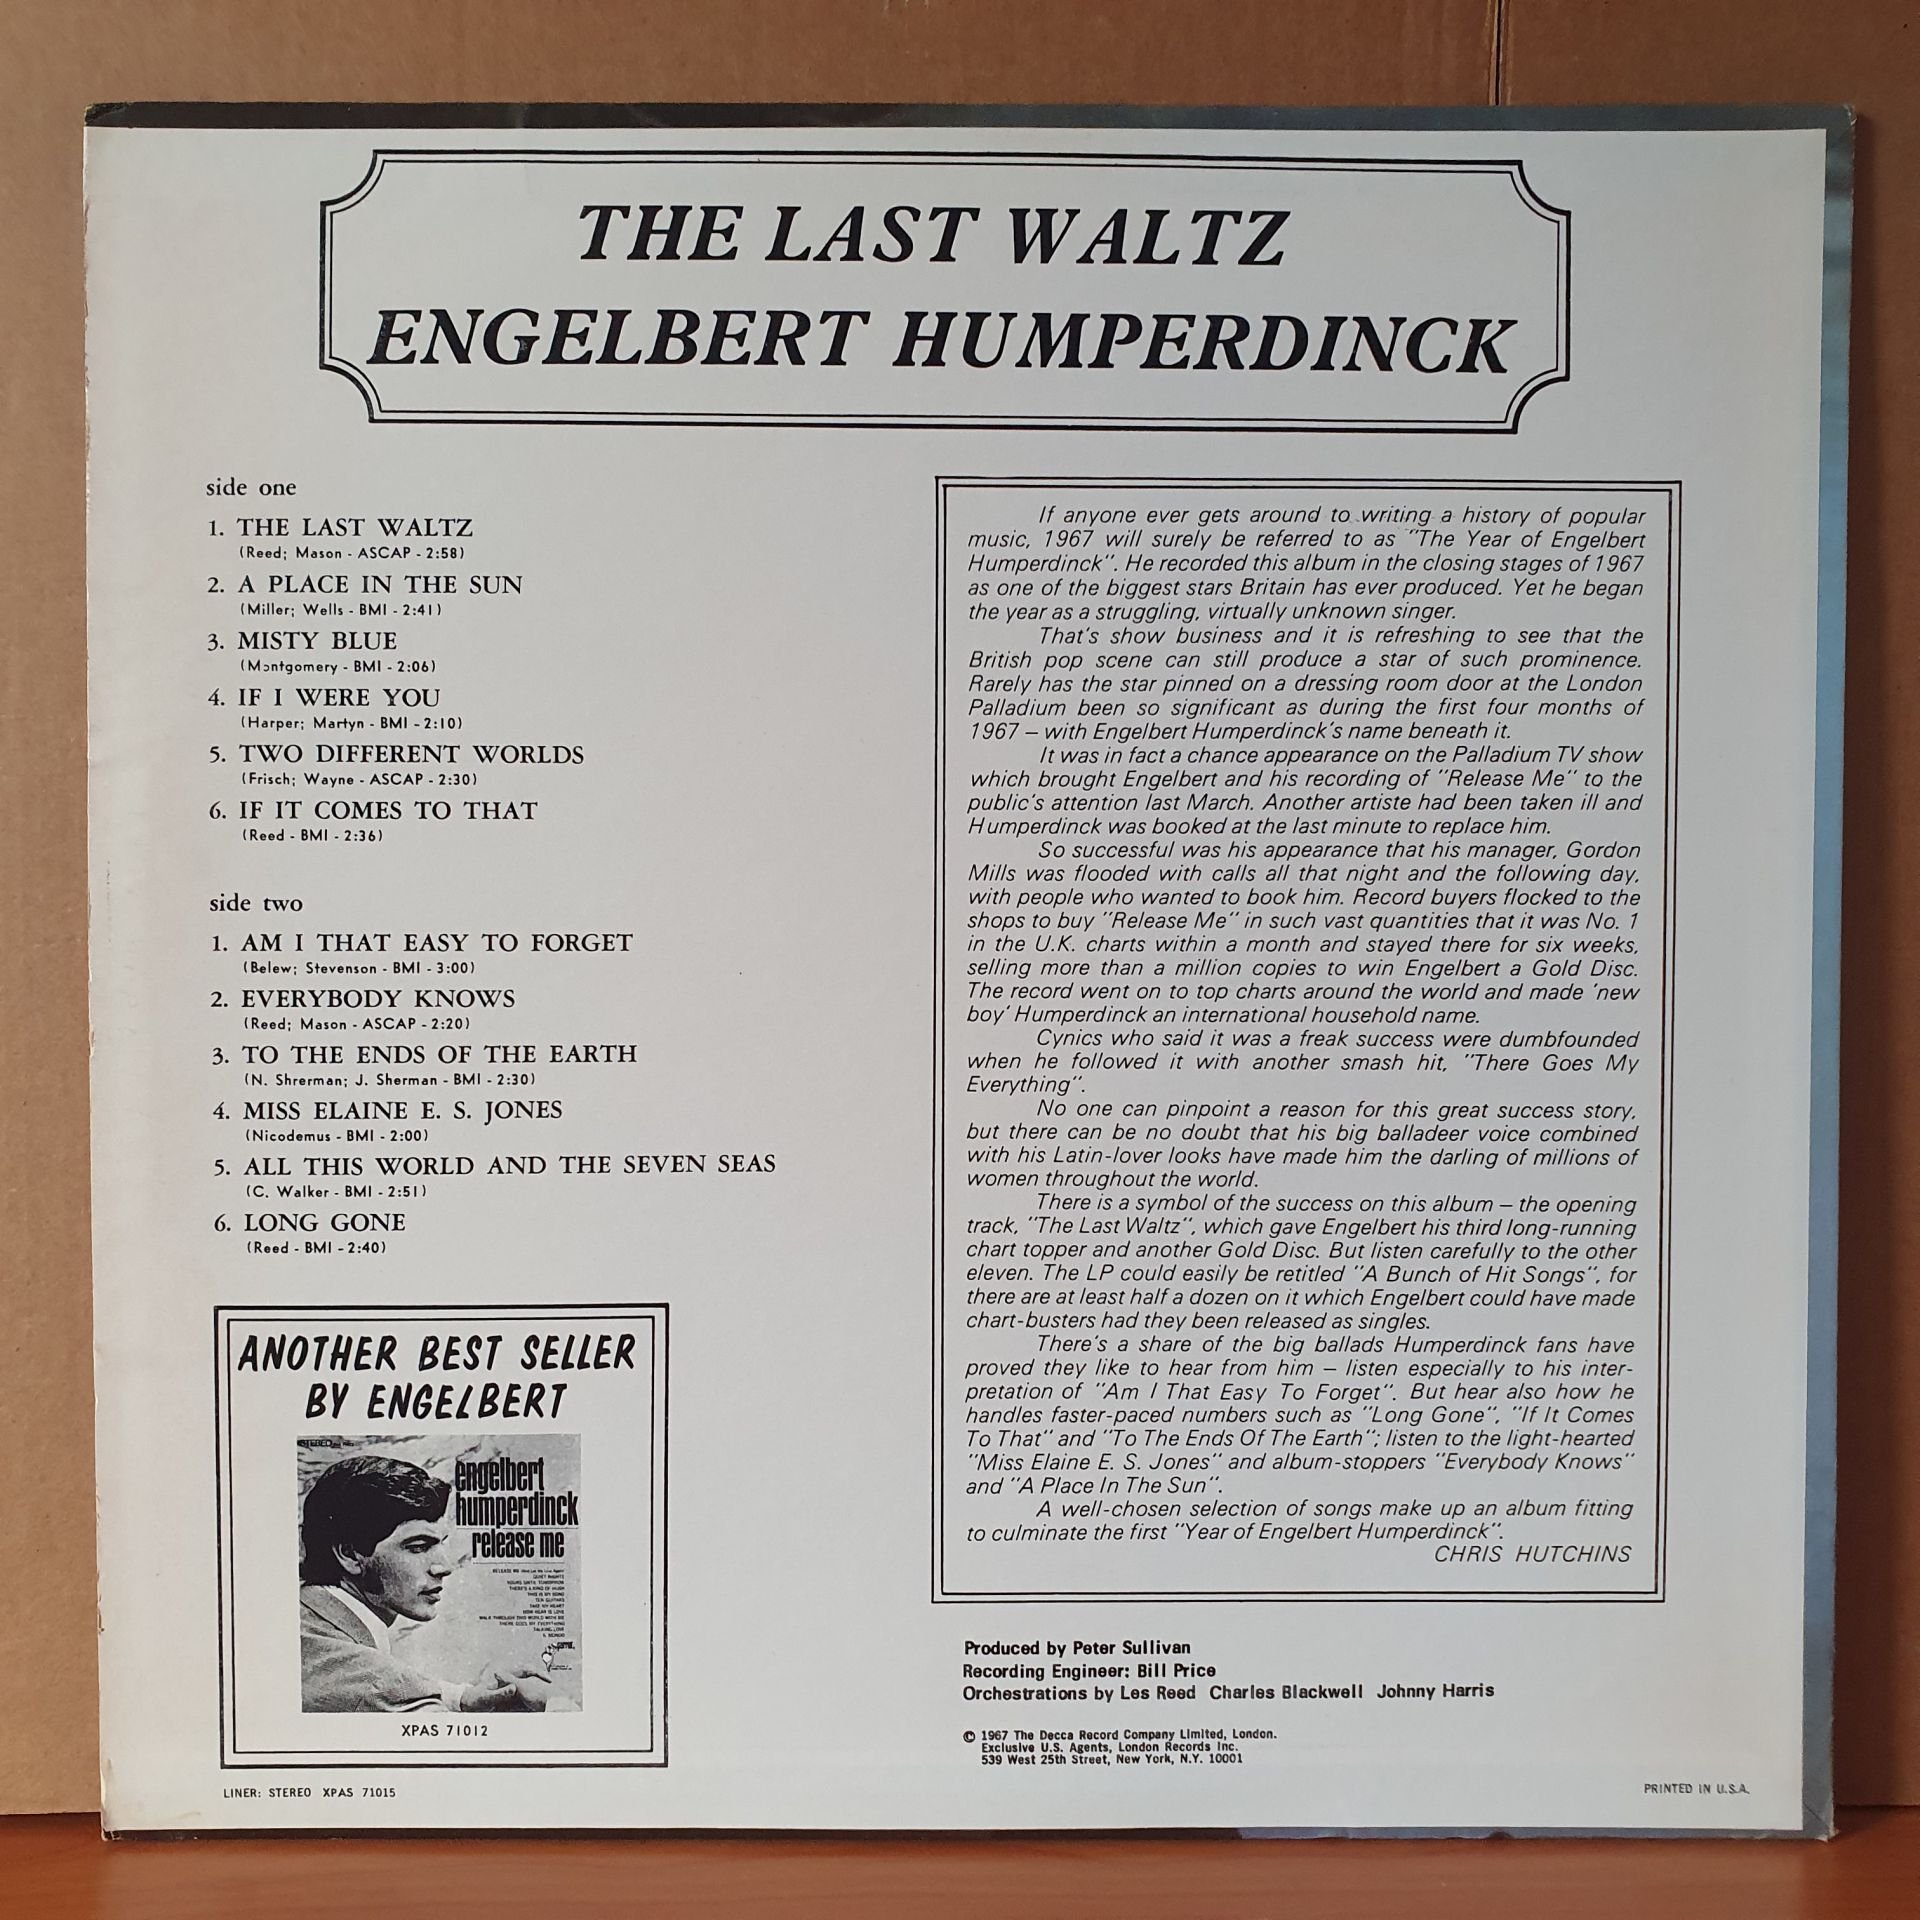 THE LAST WALTZ
ENGELBERT HUMPERDINCK
side one
1. THE LAST WALTZ
(Reed; Mason - ASCAP - 2:58)
2. A PLACE IN THE SUN
(Miller; Wells - BMI - 2:41)
3. MISTY BLUE
(Montgomery - BMI - 2:06)
4. IF I WERE YOU
(Harper; Martyn - BMI - 2:10)
5. TWO DIFFERENT WORLDS
(Frisch; Wayne - ASCAP - 2:30)
6. IF IT COMES TO THAT
(Reed - BMI - 2:36)
side two
1. AM I THAT EASY TO FORGET
(Belew; Stevenson - BMI - 3:00)
2. EVERYBODY KNOWS
(Reed; Mason - ASCAP - 2:20)
3. TO THE ENDS OF THE EARTH
(N. Shrerman; J. Sherman - BMI - 2:30)
4. MISS ELAINE E. S. JONES
(Nicodemus - BMI - 2:00)
5. ALL THIS WORLD AND THE SEVEN SEAS
(C. Walker - BMI - 2:51)
6. LONG GONE
(Reed - BMI - 2:40)
ANOTHER BEST SELLER
BY ENGELBERT
STEREO
engelbert
humperdinck
release me
XPAS 71012
LINER: STEREO XPAS 71015
If anyone ever gets around to writing a history of popular
music, 1967 will surely be referred to as "The Year of Engelbert
Humperdinck". He recorded this album in the closing stages of 1967
as one of the biggest stars Britain has ever produced. Yet he began
the year as a struggling, virtually unknown singer.
That's show business and it is refreshing to see that the
British pop scene can still produce a star of such prominence.
Rarely has the star pinned on a dressing room door at the London
Palladium been so significant as during the first four months of
1967 – with Engelbert Humperdinck's name beneath it.
It was in fact a chance appearance on the Palladium TV show
which brought Engelbert and his recording of "Release Me" to the
public's attention last March. Another artiste had been taken ill and
Humperdinck was booked at the last minute to replace him.
So successful was his appearance that his manager, Gordon
Mills was flooded with calls all that night and the following day,
with people who wanted to book him. Record buyers flocked to the
shops to buy "Release Me" in such vast quantities that it was No. 1
in the U.K. charts within a month and stayed there for six weeks,
selling more than a million copies to win Engelbert a Gold Disc.
The record went on to top charts around the world and made 'new
boy' Humperdinck an international household name.
Cynics who said it was a freak success were dumbfounded
when he followed it with another smash hit, "There Goes My
Everything".
No one can pinpoint a reason for this great success story,
but there can be no doubt that his big balladeer voice combined
with his Latin-lover looks have made him the darling of millions of
women throughout the world.
There is a symbol of the success on this album – the opening
track, "The Last Waltz", which gave Engelbert his third long-running
chart topper and another Gold Disc. But listen carefully to the other
eleven. The LP could easily be retitled "A Bunch of Hit Songs", for
there are at least half a dozen on it which Engelbert could have made
chart-busters had they been released as singles.
There's a share of the big ballads Humperdinck fans have
proved they like to hear from him – listen especially to his inter-
pretation of "Am I That Easy To Forget". But hear also how he
handles faster-paced numbers such as "Long Gone", "If It Comes
To That" and "To The Ends Of The Earth"; listen to the light-hearted
"Miss Elaine E. S. Jones" and album-stoppers "Everybody Knows"
and "A Place In The Sun".
A well-chosen selection of songs make up an album fitting
to culminate the first "Year of Engelbert Humperdinck".
CHRIS HUTCHINS
Produced by Peter Sullivan
Recording Engineer: Bill Price
Orchestrations by Les Reed Charles Blackwell Johnny Harris
© 1967 The Decca Record Company Limited, London.
Exclusive U.S. Agents, London Records Inc.
539 West 25th Street, New York, N.Y. 10001
PRINTED IN U.S.A.